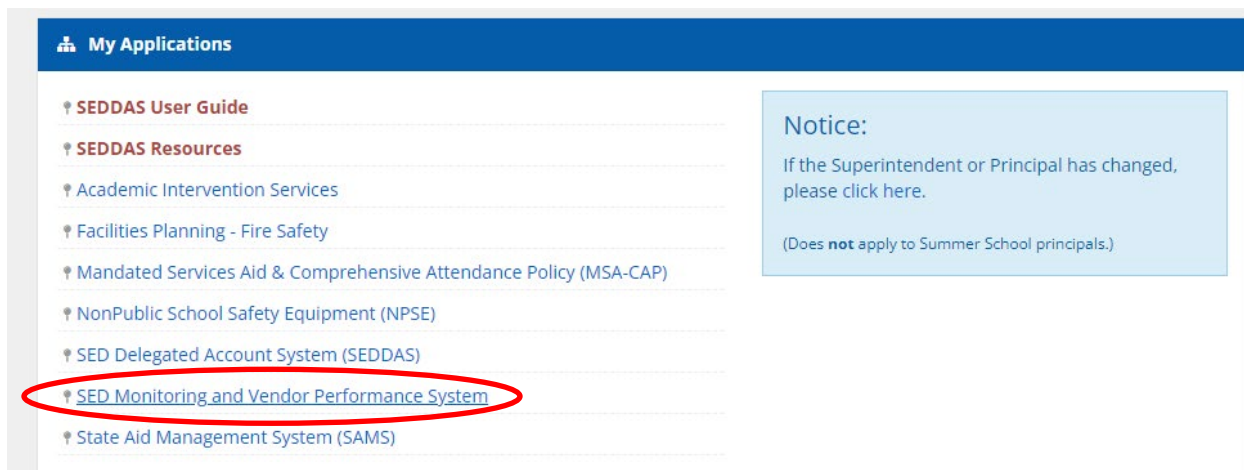 My Applications
SEDDAS User Guide
SEDDAS Resources
Academic Intervention Services
Facilities Planning - Fire Safety
Mandated Services Aid & Comprehensive Attendance Policy (MSA-CAP)
NonPublic School Safety Equipment (NPSE)
SED Delegated Account System (SEDDAS)
SED Monitoring and Vendor Performance System
State Aid Management System (SAMS)
Notice:
If the Superintendent or Principal has changed,
please click here.
(Does not apply to Summer School principals.)